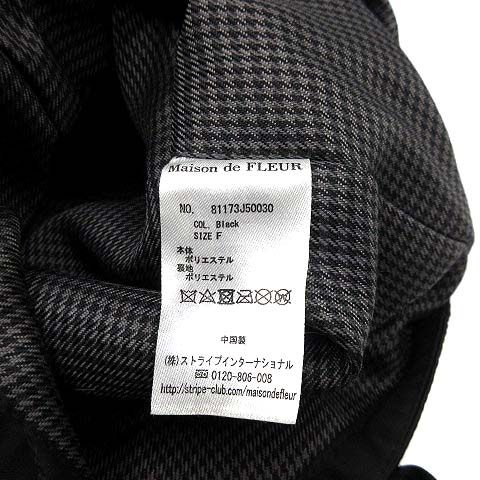 Maison de FLEUR
NO. 81173J50030
COL. Black
SIZE F
本体
ポリエステル
裏地
ポリエステル
中国製
(株)ストライプインターナショナル
☎0120-806-008
http://stripe-club.com/maisondefleur